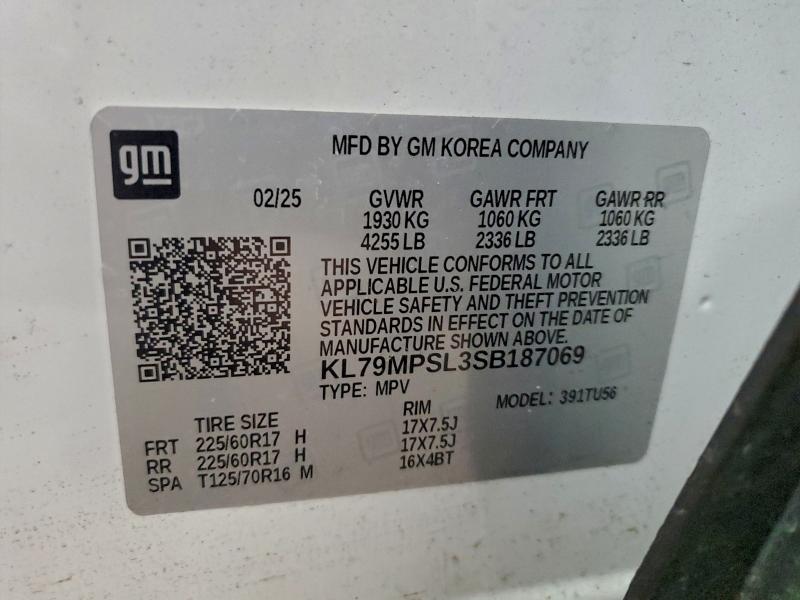 gm
MFD BY GM KOREA COMPANY
02/25 GVWR GAWR FRT GAWR RR
1930 KG 1060 KG 1060 KG
4255 LB 2336 LB 2336 LB
THIS VEHICLE CONFORMS TO ALL
APPLICABLE U.S. FEDERAL MOTOR
VEHICLE SAFETY AND THEFT PREVENTION
STANDARDS IN EFFECT ON THE DATE OF
MANUFACTURE SHOWN ABOVE.
KL79MPSL3SB187069
TYPE: MPV MODEL: 391TU56
TIRE SIZE RIM
FRT 225/60R17 H 17X7.5J
RR 225/60R17 H 17X7.5J
SPA T125/70R16 M 16X4BT